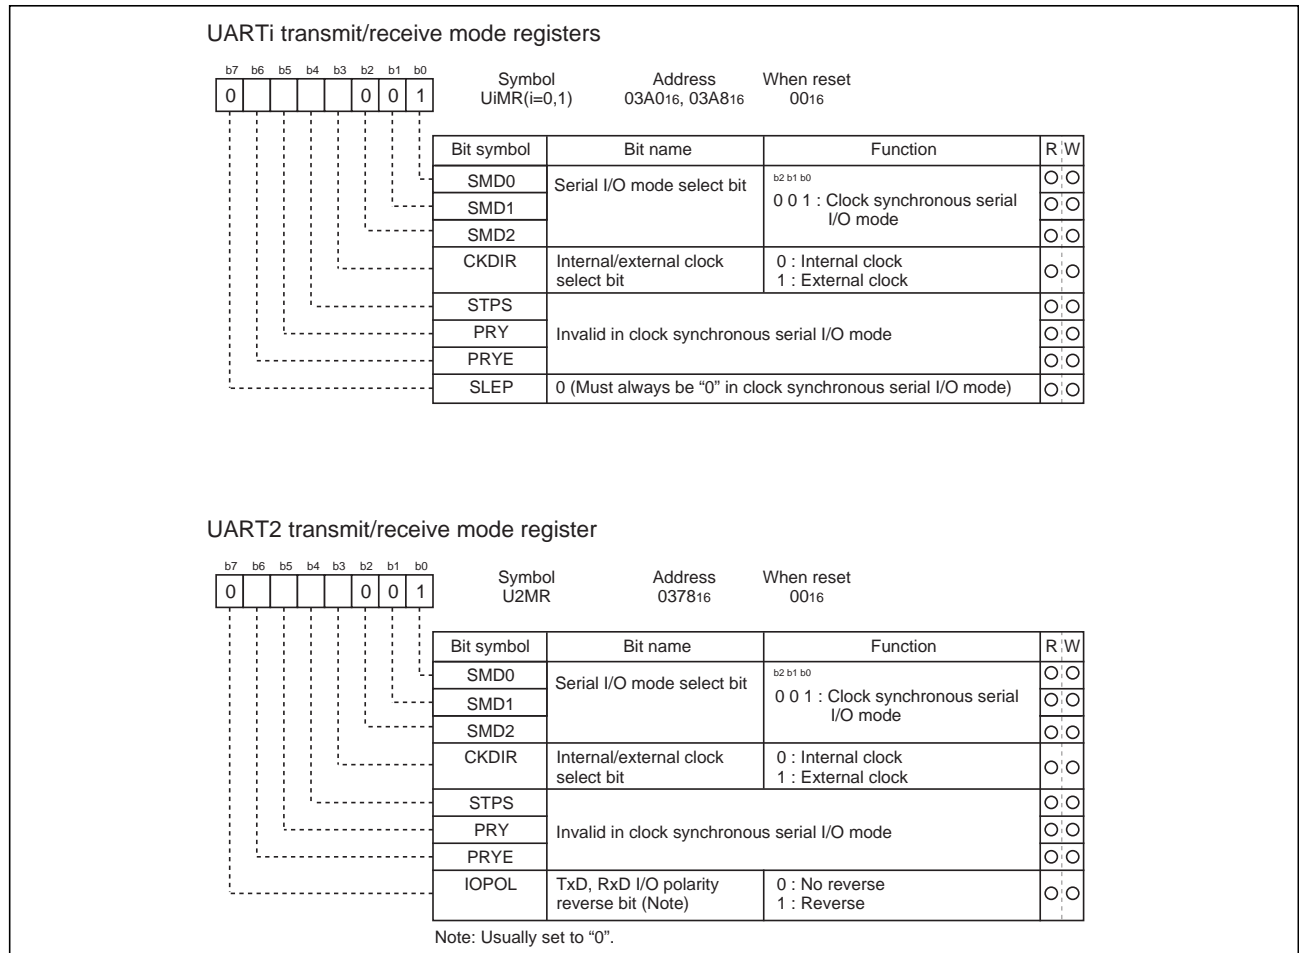 UARTi transmit/receive mode registers
b7 b6 b5 b4 b3 b2 b1 b0
0 0 0 1
Symbol Address When reset
UiMR(i=0,1) 03A016, 03A816 0016
Bit symbol Bit name Function R W
SMD0 Serial I/O mode select bit b2 b1 b0
SMD1 0 0 1 : Clock synchronous serial
I/O mode
SMD2
CKDIR Internal/external clock 0 : Internal clock
select bit 1 : External clock
STPS
PRY Invalid in clock synchronous serial I/O mode
PRYE
SLEP 0 (Must always be “0” in clock synchronous serial I/O mode)
UART2 transmit/receive mode register
b7 b6 b5 b4 b3 b2 b1 b0
0 0 0 1
Symbol Address When reset
U2MR 037816 0016
Bit symbol Bit name Function R W
SMD0 Serial I/O mode select bit b2 b1 b0
SMD1 0 0 1 : Clock synchronous serial
I/O mode
SMD2
CKDIR Internal/external clock 0 : Internal clock
select bit 1 : External clock
STPS
PRY Invalid in clock synchronous serial I/O mode
PRYE
IOPOL TxD, RxD I/O polarity 0 : No reverse
reverse bit (Note) 1 : Reverse
Note: Usually set to “0”.